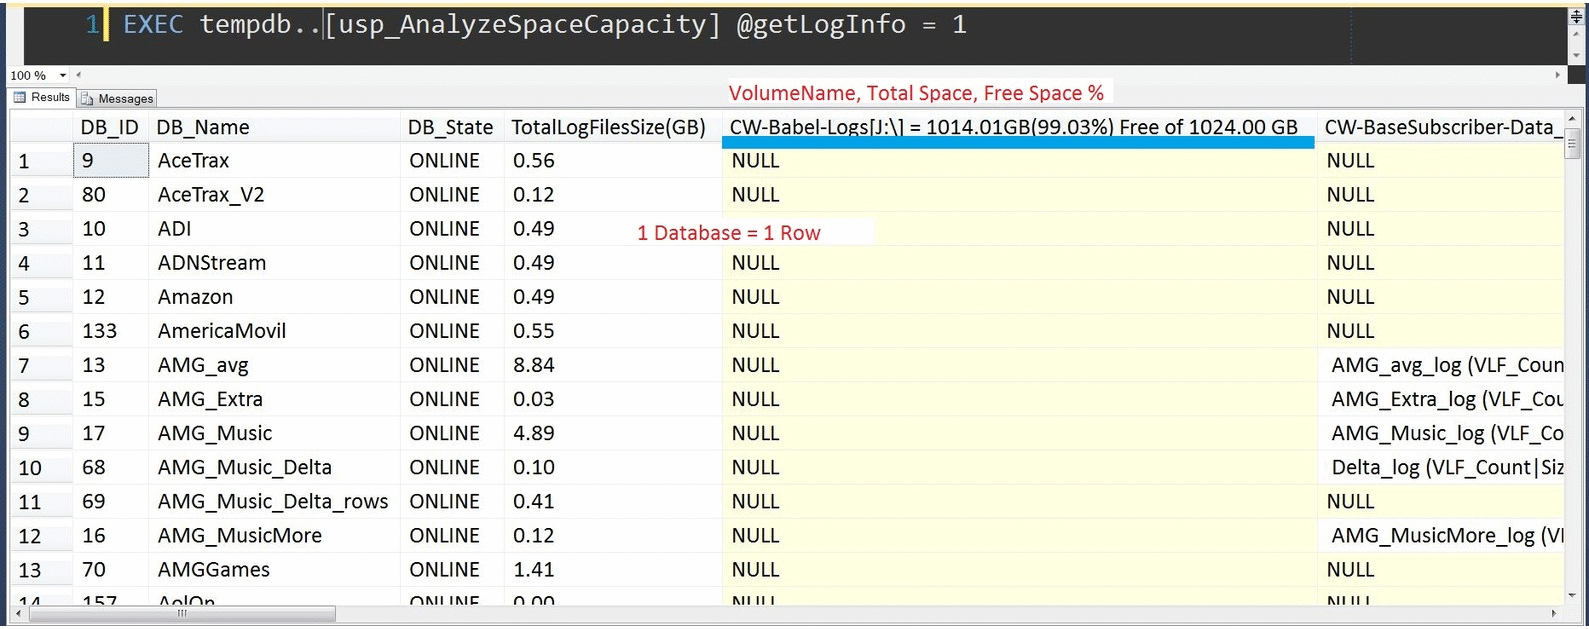 1 EXEC tempdb..[usp_AnalyzeSpaceCapacity] @getLogInfo = 1
100 %
Results Messages
VolumeName, Total Space, Free Space %
DB_ID DB_Name DB_State TotalLogFilesSize(GB) CW-Babel-Logs[J:\] = 1014.01GB(99.03%) Free of 1024.00 GB CW-BaseSubscriber-Data_
1 9 AceTrax ONLINE 0.56 NULL NULL
2 80 AceTrax_V2 ONLINE 0.12 NULL NULL
3 10 ADI ONLINE 0.49 NULL
1 Database = 1 Row
4 11 ADNStream ONLINE 0.49 NULL NULL
5 12 Amazon ONLINE 0.49 NULL NULL
6 133 AmericaMovil ONLINE 0.55 NULL NULL
7 13 AMG_avg ONLINE 8.84 NULL AMG_avg_log (VLF_Coun
8 15 AMG_Extra ONLINE 0.03 NULL AMG_Extra_log (VLF_Cou
9 17 AMG_Music ONLINE 4.89 NULL AMG_Music_log (VLF_Co
10 68 AMG_Music_Delta ONLINE 0.10 NULL Delta_log (VLF_Count|Siz
11 69 AMG_Music_Delta_rows ONLINE 0.41 NULL NULL
12 16 AMG_MusicMore ONLINE 0.12 NULL AMG_MusicMore_log (VI
13 70 AMGGames ONLINE 1.41 NULL NULL
14 157 AolOn ONLINE 0.00 NULL NULL